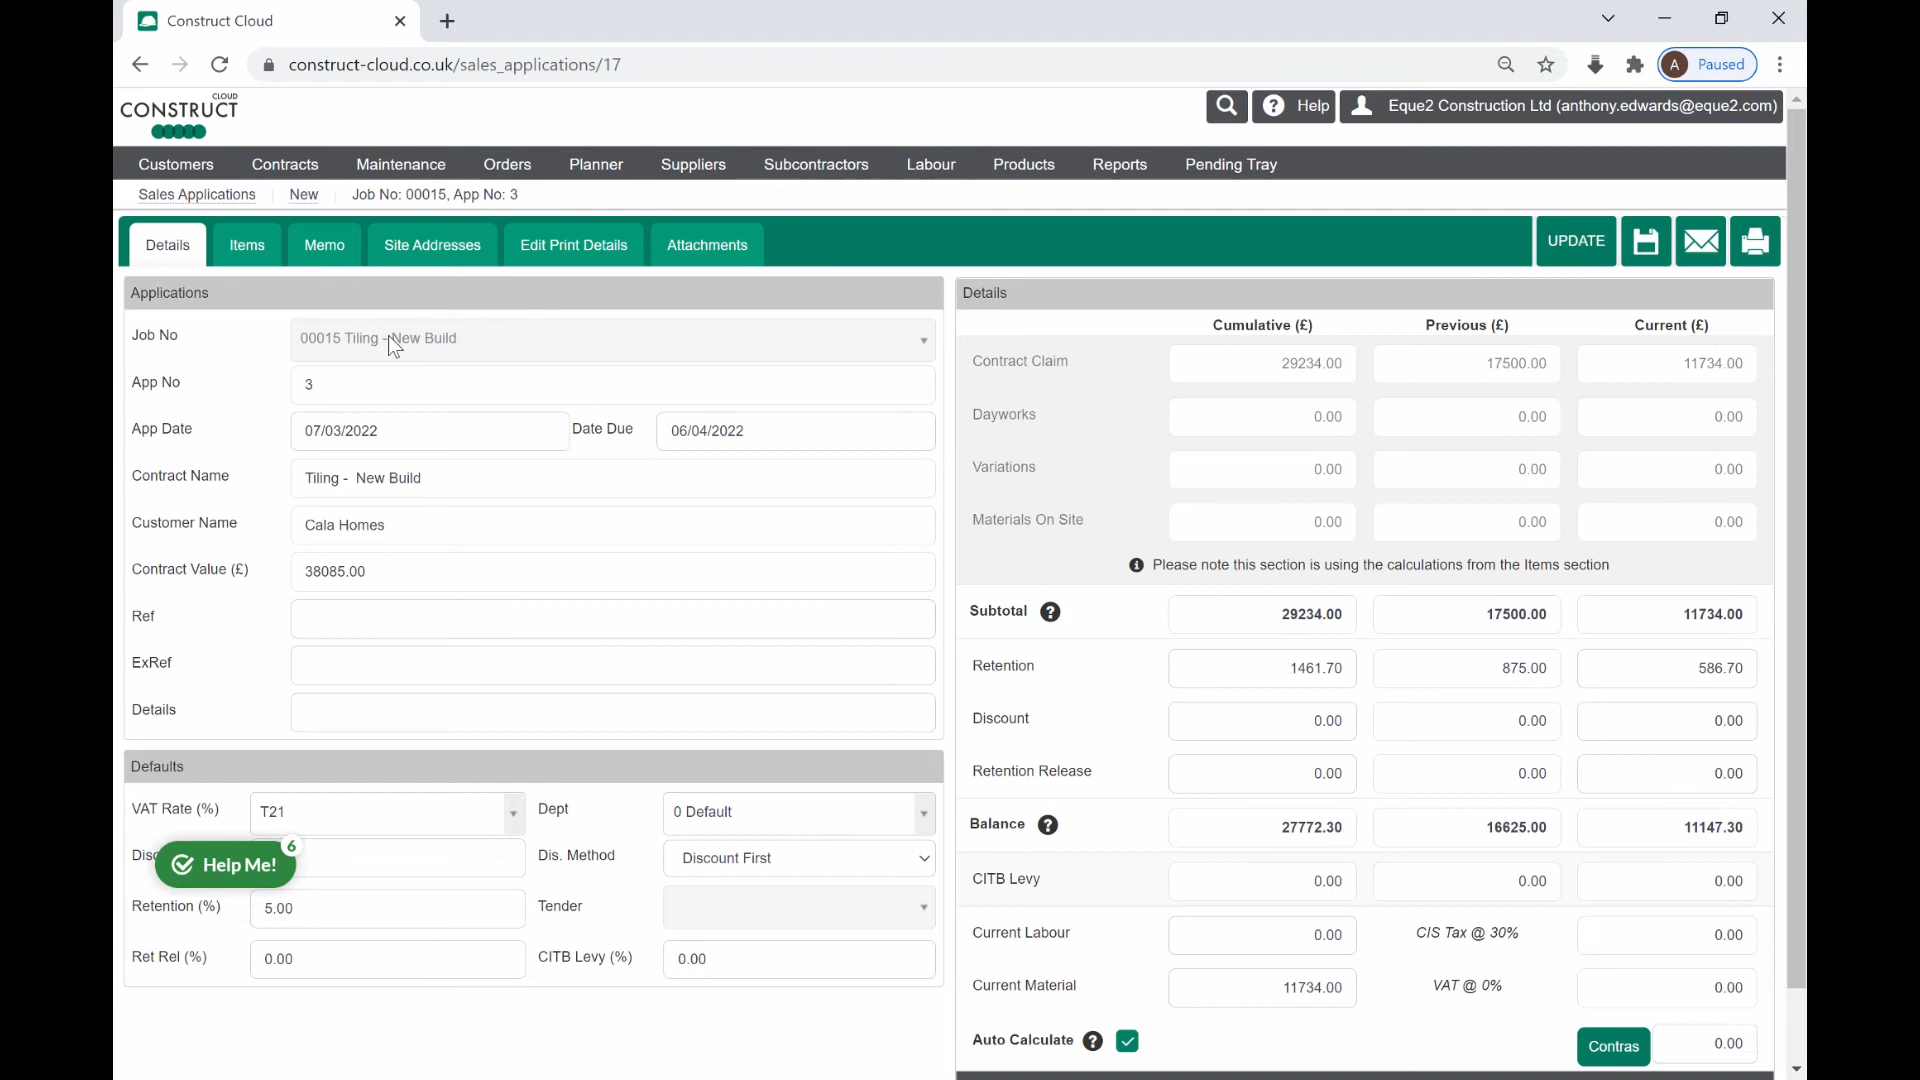 Construct Cloud
construct-cloud.co.uk/sales_applications/17
A Paused
CLOUD
CONSTRUCT
Help
Eque2 Construction Ltd (anthony.edwards@eque2.com)
Customers Contracts Maintenance Orders Planner Suppliers Subcontractors Labour Products Reports Pending Tray
Sales Applications New Job No: 00015, App No: 3
Details Items Memo Site Addresses Edit Print Details Attachments UPDATE
Applications
Job No 00015 Tiling - New Build
App No 3
App Date 07/03/2022 Date Due 06/04/2022
Contract Name Tiling - New Build
Customer Name Cala Homes
Contract Value (£) 38085.00
Ref
ExRef
Details
Defaults
VAT Rate (%) T21 Dept 0 Default
Disc Dis. Method Discount First
Help Me! 6
Retention (%) 5.00 Tender
Ret Rel (%) 0.00 CITB Levy (%) 0.00
Details
Cumulative (£) Previous (£) Current (£)
Contract Claim 29234.00 17500.00 11734.00
Dayworks 0.00 0.00 0.00
Variations 0.00 0.00 0.00
Materials On Site 0.00 0.00 0.00
Please note this section is using the calculations from the Items section
Subtotal ? 29234.00 17500.00 11734.00
Retention 1461.70 875.00 586.70
Discount 0.00 0.00 0.00
Retention Release 0.00 0.00 0.00
Balance ? 27772.30 16625.00 11147.30
CITB Levy 0.00 0.00 0.00
Current Labour 0.00 CIS Tax @ 30% 0.00
Current Material 11734.00 VAT @ 0% 0.00
Auto Calculate ? Contras 0.00